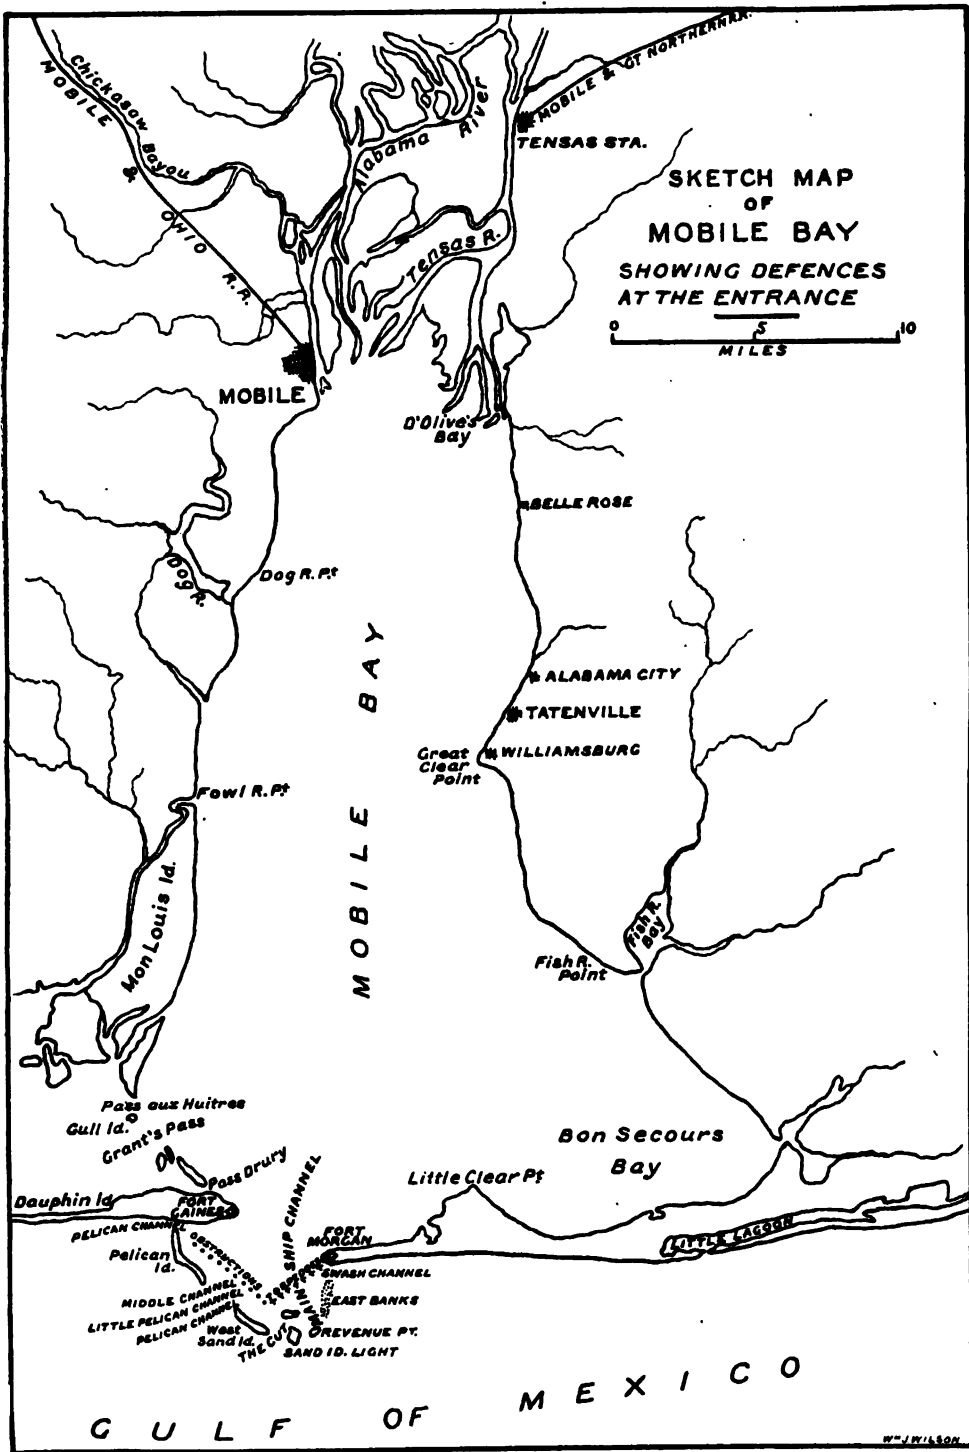 SKETCH MAP
OF
MOBILE BAY
SHOWING DEFENCES
AT THE ENTRANCE
0 5 10
MILES
Chickasaw
Bayou
MOBILE
&
OHIO
R. R.
Alabama
River
MOBILE & GT NORTHERN R.R.
TENSAS STA.
Tensas R.
MOBILE
D'Olive's
Bay
BELLE ROSE
Dog R.
Dog R. Pt
ALABAMA CITY
TATENVILLE
WILLIAMSBURG
Great
Clear
Point
MOBILE BAY
Fowl R. Pt
Mon Louis Id.
Fish R.
Bay
Fish R.
Point
Pass aux Huitres
Gull Id.
Grant's Pass
Pass Drury
Bon Secours
Bay
Little Clear Pt
Dauphin Id
FORT
GAINES
PELICAN CHANNEL
Pelican
Id.
OBSTRUCTIONS
MAIN SHIP CHANNEL
FORT
MORGAN
LITTLE LAGOON
SWASH CHANNEL
EAST BANKS
MIDDLE CHANNEL
LITTLE PELICAN CHANNEL
PELICAN CHANNEL
West
Sand Id.
THE CUT
REVENUE PT.
SAND ID. LIGHT
GULF OF MEXICO
Wm J WILSON